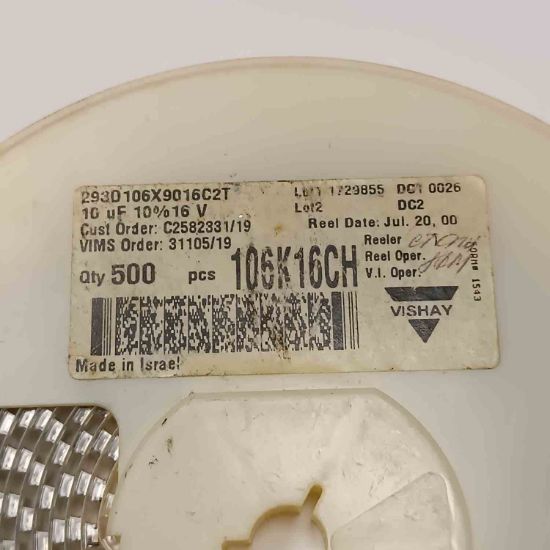 293D106X9016C2T
10 uF 10% 16 V
Cust Order: C2582331/19
VIMS Order: 31105/19
Qty 500 pcs 106K16CH
Made in Israel
Lot1 1729855 DC1 0026
Lot2 DC2
Reel Date: Jul. 20, 00
Reeler
Reel Oper:
V.I. Oper:
VISHAY
1543